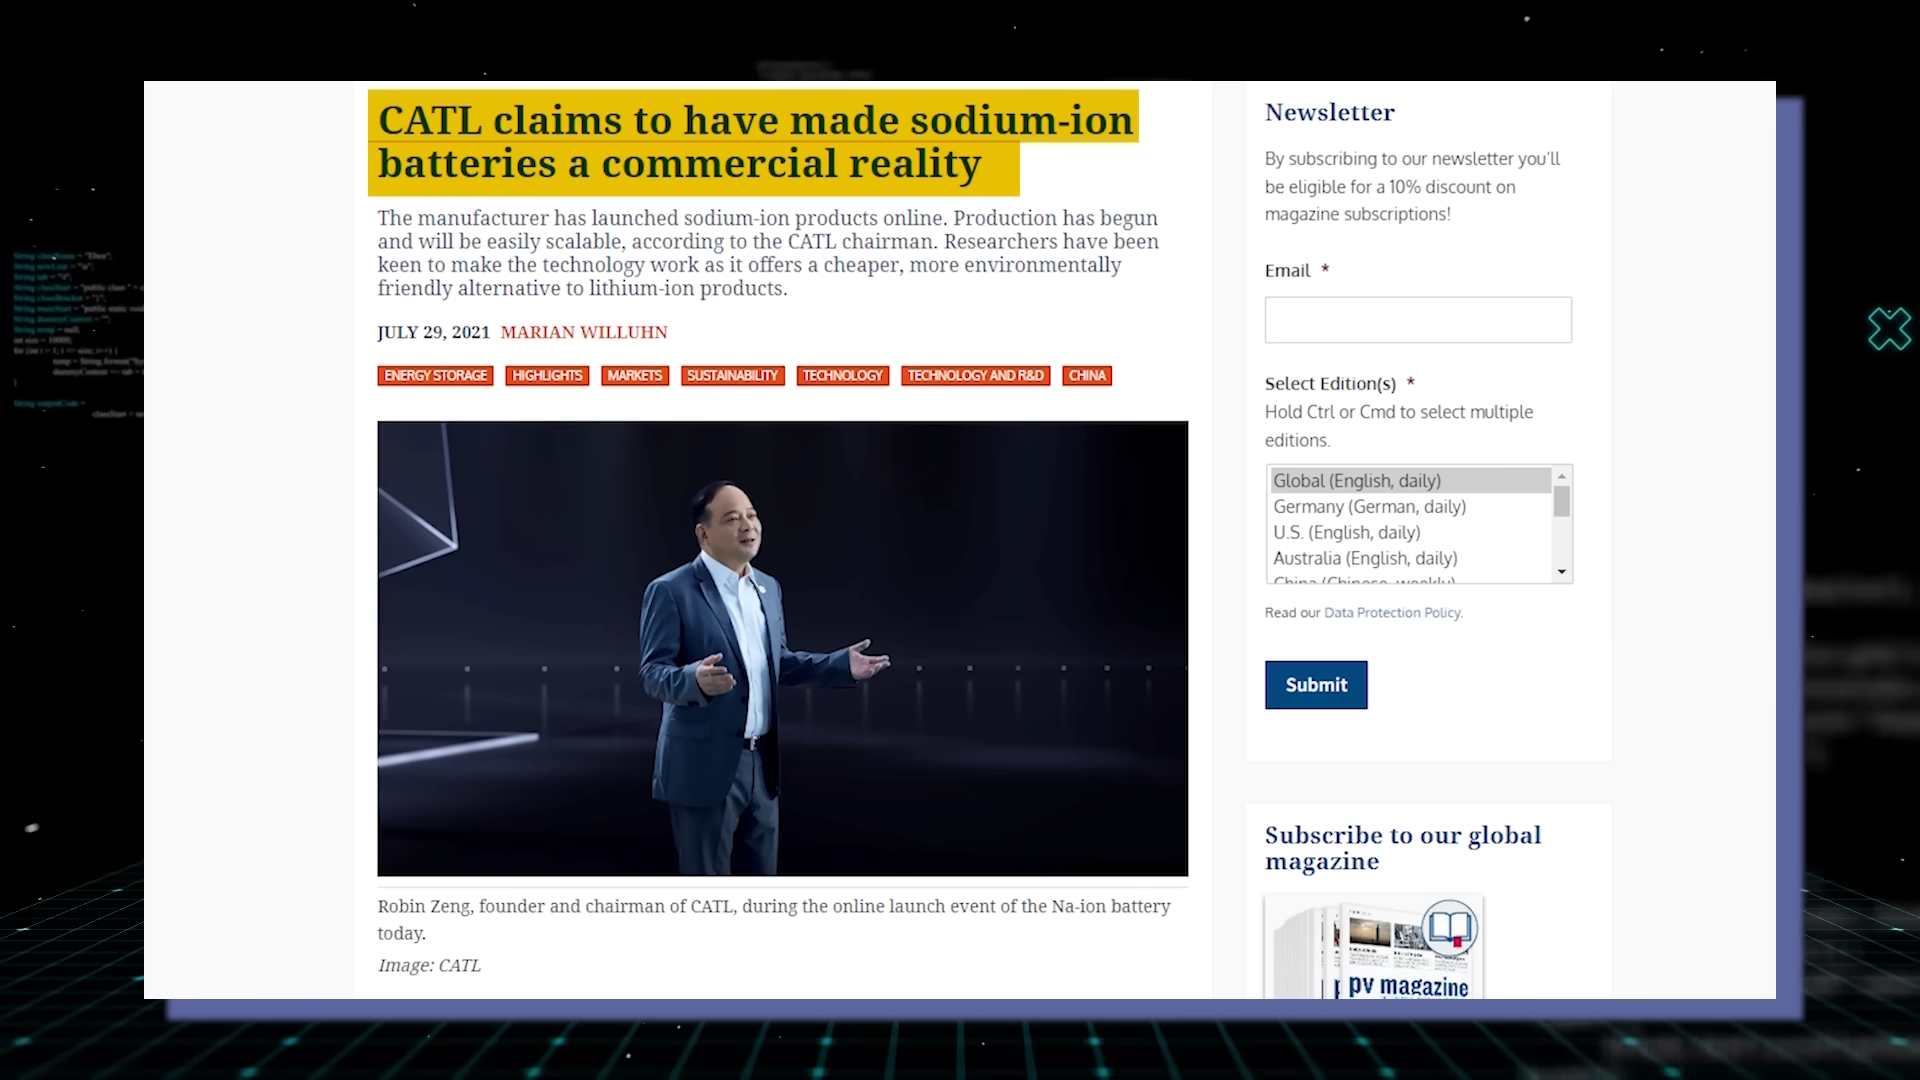 CATL claims to have made sodium-ion
batteries a commercial reality
The manufacturer has launched sodium-ion products online. Production has begun
and will be easily scalable, according to the CATL chairman. Researchers have been
keen to make the technology work as it offers a cheaper, more environmentally
friendly alternative to lithium-ion products.
JULY 29, 2021 MARIAN WILLUHN
ENERGY STORAGE HIGHLIGHTS MARKETS SUSTAINABILITY TECHNOLOGY TECHNOLOGY AND R&D CHINA
Robin Zeng, founder and chairman of CATL, during the online launch event of the Na-ion battery
today.
Image: CATL
Newsletter
By subscribing to our newsletter you'll
be eligible for a 10% discount on
magazine subscriptions!
Email *
Select Edition(s) *
Hold Ctrl or Cmd to select multiple
editions.
Global (English, daily)
Germany (German, daily)
U.S. (English, daily)
Australia (English, daily)
China (Chinese, weekly)
Read our Data Protection Policy.
Submit
Subscribe to our global
magazine
pv magazine